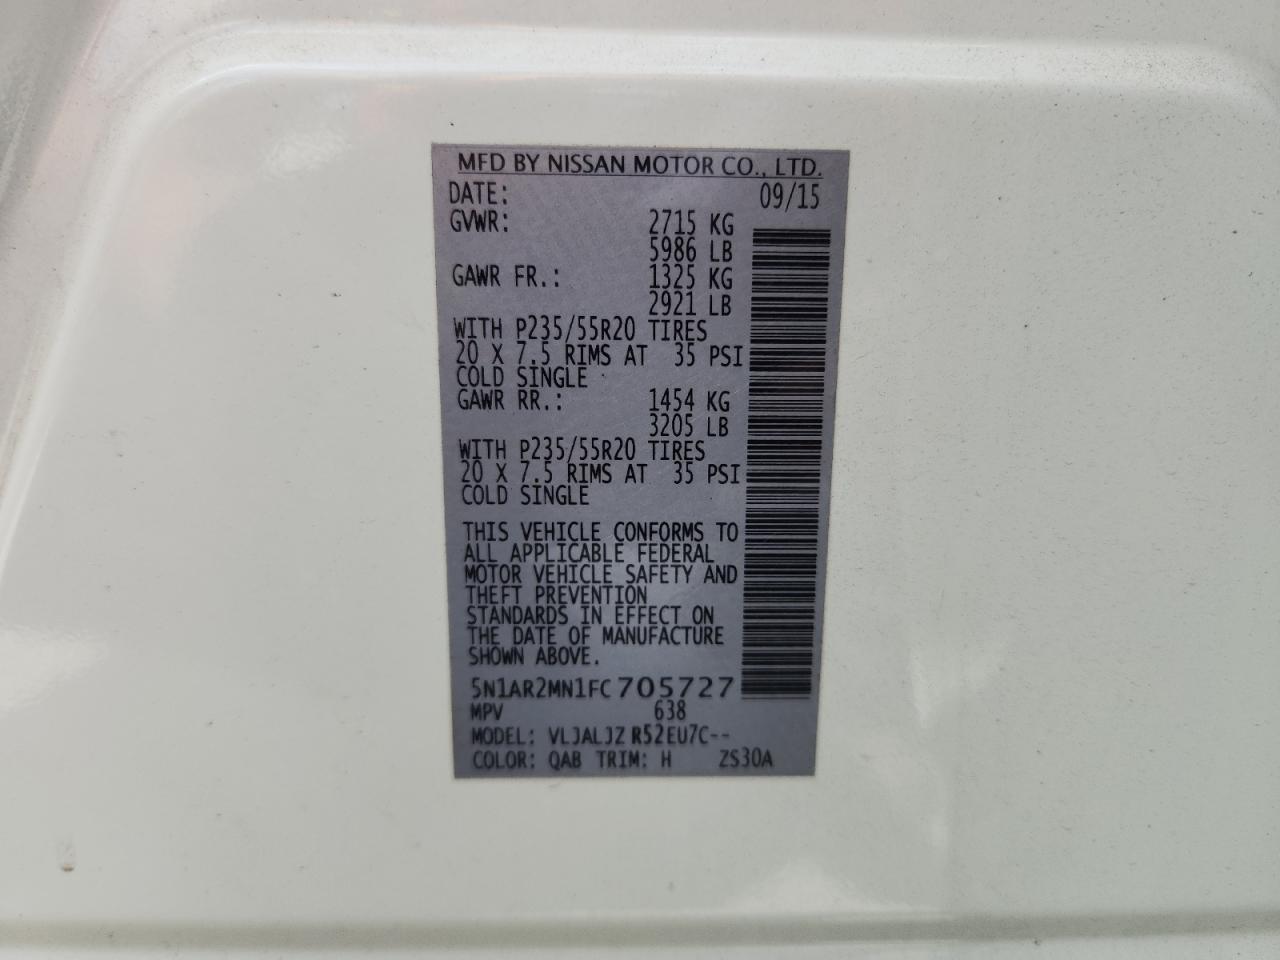 MFD BY NISSAN MOTOR CO., LTD.
DATE: 09/15
GVWR: 2715 KG
5986 LB
GAWR FR.: 1325 KG
2921 LB
WITH P235/55R20 TIRES
20 X 7.5 RIMS AT 35 PSI
COLD SINGLE
GAWR RR.: 1454 KG
3205 LB
WITH P235/55R20 TIRES
20 X 7.5 RIMS AT 35 PSI
COLD SINGLE
THIS VEHICLE CONFORMS TO
ALL APPLICABLE FEDERAL
MOTOR VEHICLE SAFETY AND
THEFT PREVENTION
STANDARDS IN EFFECT ON
THE DATE OF MANUFACTURE
SHOWN ABOVE.
5N1AR2MN1FC705727
MPV 638
MODEL: VLJALJZ R52EU7C--
COLOR: QAB TRIM: H ZS30A